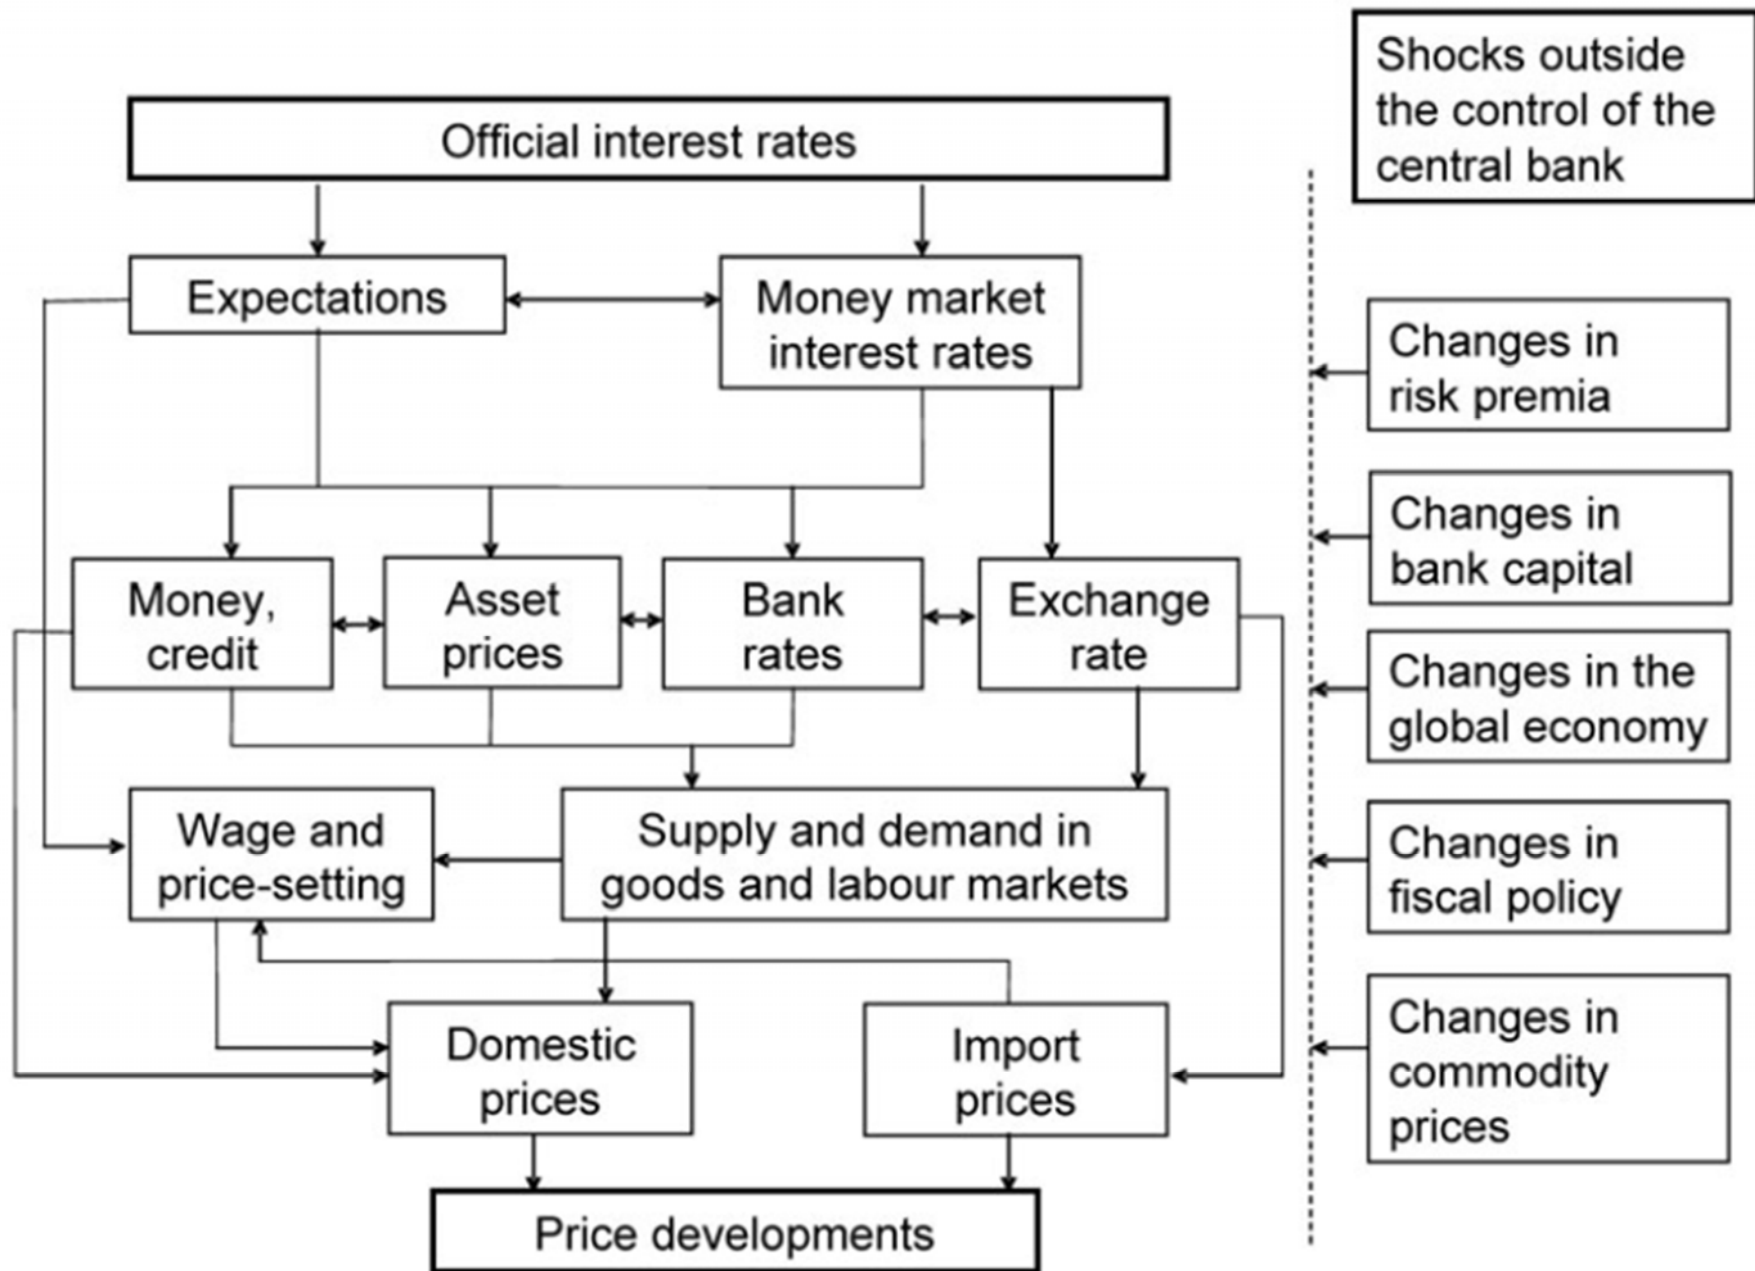 Shocks outside
the control of the
central bank
Official interest rates
Expectations
Money market
interest rates
Changes in
risk premia
Changes in
bank capital
Money,
credit
Asset
prices
Bank
rates
Exchange
rate
Changes in the
global economy
Wage and
price-setting
Supply and demand in
goods and labour markets
Changes in
fiscal policy
Domestic
prices
Import
prices
Changes in
commodity
prices
Price developments